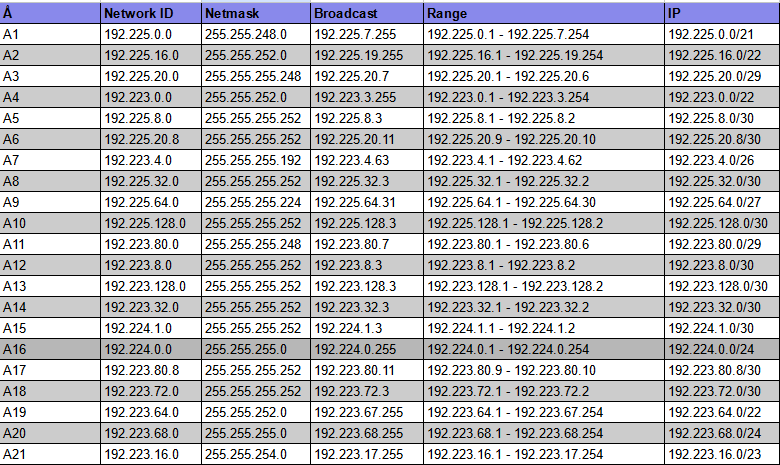 Å Network ID Netmask Broadcast Range IP
A1 192.225.0.0 255.255.248.0 192.225.7.255 192.225.0.1 - 192.225.7.254 192.225.0.0/21
A2 192.225.16.0 255.255.252.0 192.225.19.255 192.225.16.1 - 192.225.19.254 192.225.16.0/22
A3 192.225.20.0 255.255.255.248 192.225.20.7 192.225.20.1 - 192.225.20.6 192.225.20.0/29
A4 192.223.0.0 255.255.252.0 192.223.3.255 192.223.0.1 - 192.223.3.254 192.223.0.0/22
A5 192.225.8.0 255.255.255.252 192.225.8.3 192.225.8.1 - 192.225.8.2 192.225.8.0/30
A6 192.225.20.8 255.255.255.252 192.225.20.11 192.225.20.9 - 192.225.20.10 192.225.20.8/30
A7 192.223.4.0 255.255.255.192 192.223.4.63 192.223.4.1 - 192.223.4.62 192.223.4.0/26
A8 192.225.32.0 255.255.255.252 192.225.32.3 192.225.32.1 - 192.225.32.2 192.225.32.0/30
A9 192.225.64.0 255.255.255.224 192.225.64.31 192.225.64.1 - 192.225.64.30 192.225.64.0/27
A10 192.225.128.0 255.255.255.252 192.225.128.3 192.225.128.1 - 192.225.128.2 192.225.128.0/30
A11 192.223.80.0 255.255.255.248 192.223.80.7 192.223.80.1 - 192.223.80.6 192.223.80.0/29
A12 192.223.8.0 255.255.255.252 192.223.8.3 192.223.8.1 - 192.223.8.2 192.223.8.0/30
A13 192.223.128.0 255.255.255.252 192.223.128.3 192.223.128.1 - 192.223.128.2 192.223.128.0/30
A14 192.223.32.0 255.255.255.252 192.223.32.3 192.223.32.1 - 192.223.32.2 192.223.32.0/30
A15 192.224.1.0 255.255.255.252 192.224.1.3 192.224.1.1 - 192.224.1.2 192.224.1.0/30
A16 192.224.0.0 255.255.255.0 192.224.0.255 192.224.0.1 - 192.224.0.254 192.224.0.0/24
A17 192.223.80.8 255.255.255.252 192.223.80.11 192.223.80.9 - 192.223.80.10 192.223.80.8/30
A18 192.223.72.0 255.255.255.252 192.223.72.3 192.223.72.1 - 192.223.72.2 192.223.72.0/30
A19 192.223.64.0 255.255.252.0 192.223.67.255 192.223.64.1 - 192.223.67.254 192.223.64.0/22
A20 192.223.68.0 255.255.255.0 192.223.68.255 192.223.68.1 - 192.223.68.254 192.223.68.0/24
A21 192.223.16.0 255.255.254.0 192.223.17.255 192.223.16.1 - 192.223.17.254 192.223.16.0/23